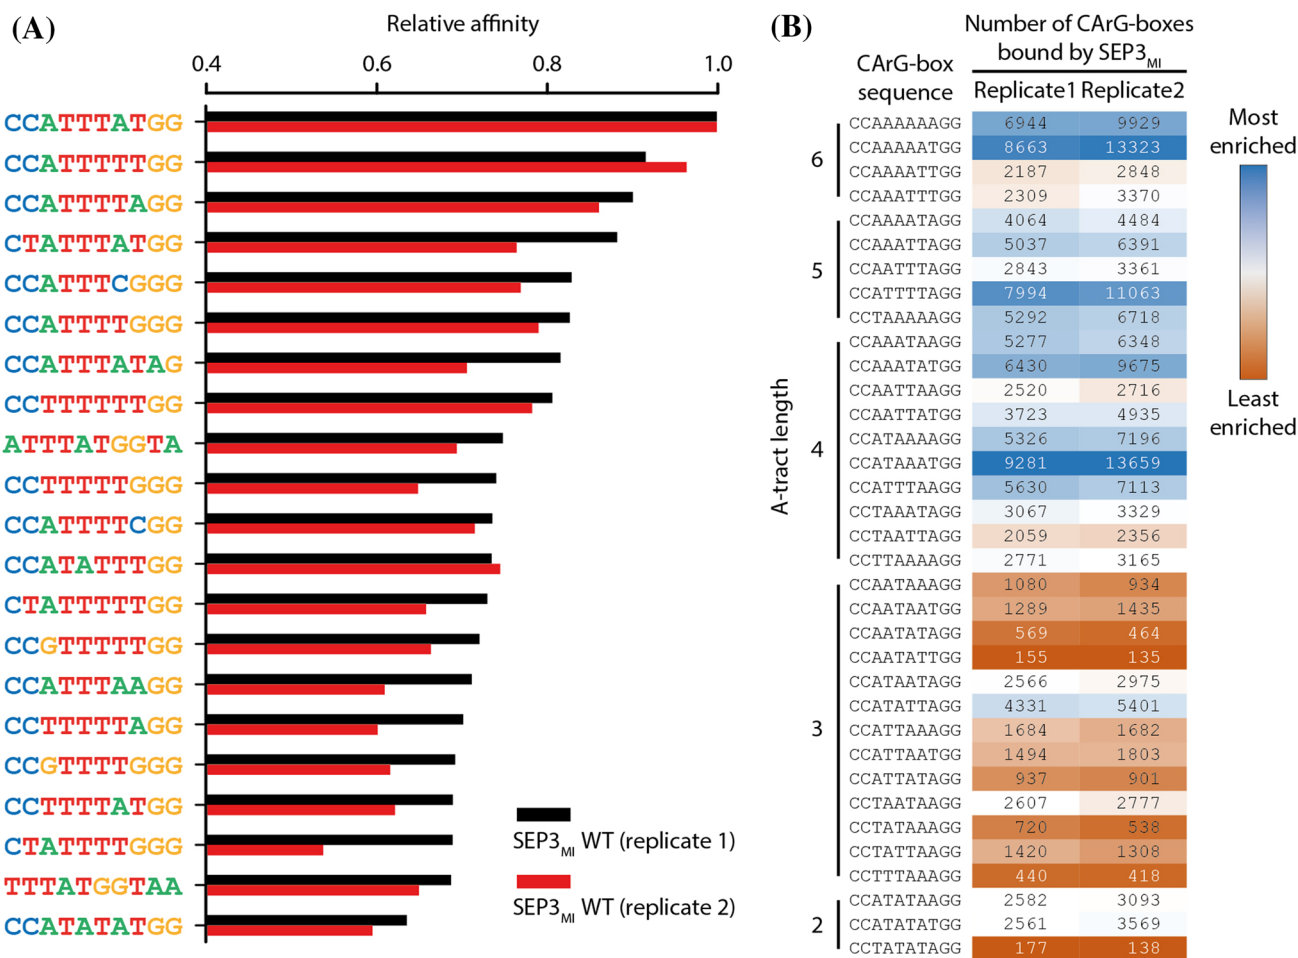 (A)
Relative affinity
0.4 0.6 0.8 1.0
CCATTTATGG
CCATTTTTGG
CCATTTTAGG
CTATTTATGG
CCATTTCGGG
CCATTTTGGG
CCATTTATAG
CCTTTTTTGG
ATTTATGGTA
CCTTTTTGGG
CCATTTTCGG
CCATATTTGG
CTATTTTTGG
CCGTTTTTGG
CCATTTAAGG
CCTTTTTAGG
CCGTTTTGGG
CCTTTTATGG
CTATTTTGGG
TTTATGGTAA
CCATATATGG
SEP3MI WT (replicate 1)
SEP3MI WT (replicate 2)
(B)
Number of CArG-boxes
bound by SEP3MI
CArG-box
sequence
Replicate1 Replicate2
A-tract length
6
CCAAAAAAGG 6944 9929
CCAAAAATGG 8663 13323
CCAAAATTGG 2187 2848
CCAAATTTGG 2309 3370
5
CCAAAATAGG 4064 4484
CCAAATTAGG 5037 6391
CCAATTTAGG 2843 3361
CCATTTTAGG 7994 11063
CCTAAAAAGG 5292 6718
4
CCAAATAAGG 5277 6348
CCAAATATGG 6430 9675
CCAATTAAGG 2520 2716
CCAATTATGG 3723 4935
CCATAAAAGG 5326 7196
CCATAAATGG 9281 13659
CCATTTAAGG 5630 7113
CCTAAATAGG 3067 3329
CCTAATTAGG 2059 2356
CCTTAAAAGG 2771 3165
3
CCAATAAAGG 1080 934
CCAATAATGG 1289 1435
CCAATATAGG 569 464
CCAATATTGG 155 135
CCATAATAGG 2566 2975
CCATATTAGG 4331 5401
CCATTAAAGG 1684 1682
CCATTAATGG 1494 1803
CCATTATAGG 937 901
CCTAATAAGG 2607 2777
CCTATAAAGG 720 538
CCTATTAAGG 1420 1308
CCTTTAAAGG 440 418
2
CCATATAAGG 2582 3093
CCATATATGG 2561 3569
CCTATATAGG 177 138
Most
enriched
Least
enriched